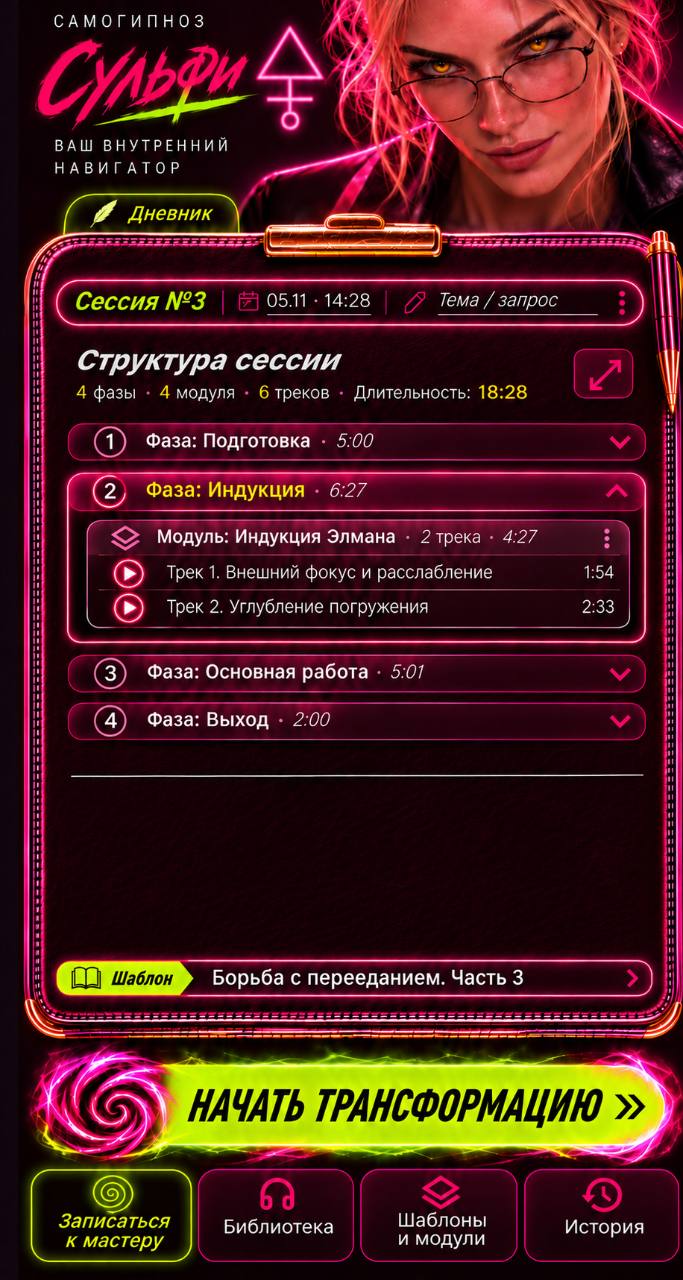 САМОГИПНОЗ
Сульфи
ВАШ ВНУТРЕННИЙ
НАВИГАТОР
Дневник
Сессия №3 05.11 · 14:28 Тема / запрос
Структура сессии
4 фазы · 4 модуля · 6 треков · Длительность: 18:28
1 Фаза: Подготовка · 5:00
2 Фаза: Индукция · 6:27
Модуль: Индукция Элмана · 2 трека · 4:27
Трек 1. Внешний фокус и расслабление 1:54
Трек 2. Углубление погружения 2:33
3 Фаза: Основная работа · 5:01
4 Фаза: Выход · 2:00
Шаблон Борьба с перееданием. Часть 3
НАЧАТЬ ТРАНСФОРМАЦИЮ »
Записаться
к мастеру
Библиотека
Шаблоны
и модули
История